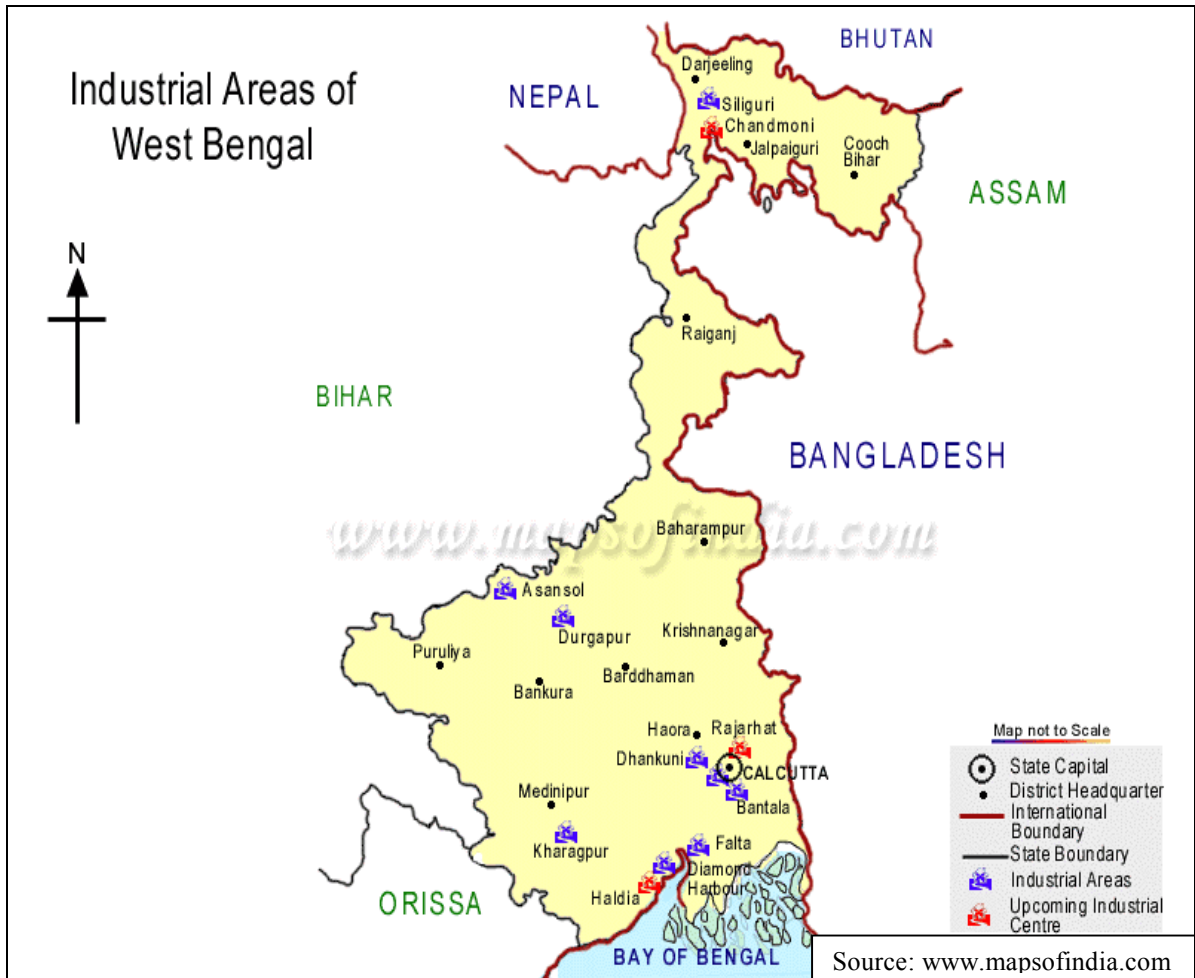 Industrial Areas of
West Bengal
N
NEPAL
BHUTAN
Darjeeling
Siliguri
Chandmoni
Jalpaiguri
Cooch
Bihar
ASSAM
Raiganj
BIHAR
BANGLADESH
www.mapsofindia.com
Baharampur
Asansol
Durgapur
Krishnanagar
Puruliya
Barddhaman
Bankura
Haora
Rajarhat
Dhankuni
CALCUTTA
Bantala
Medinipur
Kharagpur
Falta
Diamond
Harbour
Haldia
ORISSA
BAY OF BENGAL
Map not to Scale
State Capital
District Headquarter
International
Boundary
State Boundary
Industrial Areas
Upcoming Industrial
Centre
Source: www.mapsofindia.com